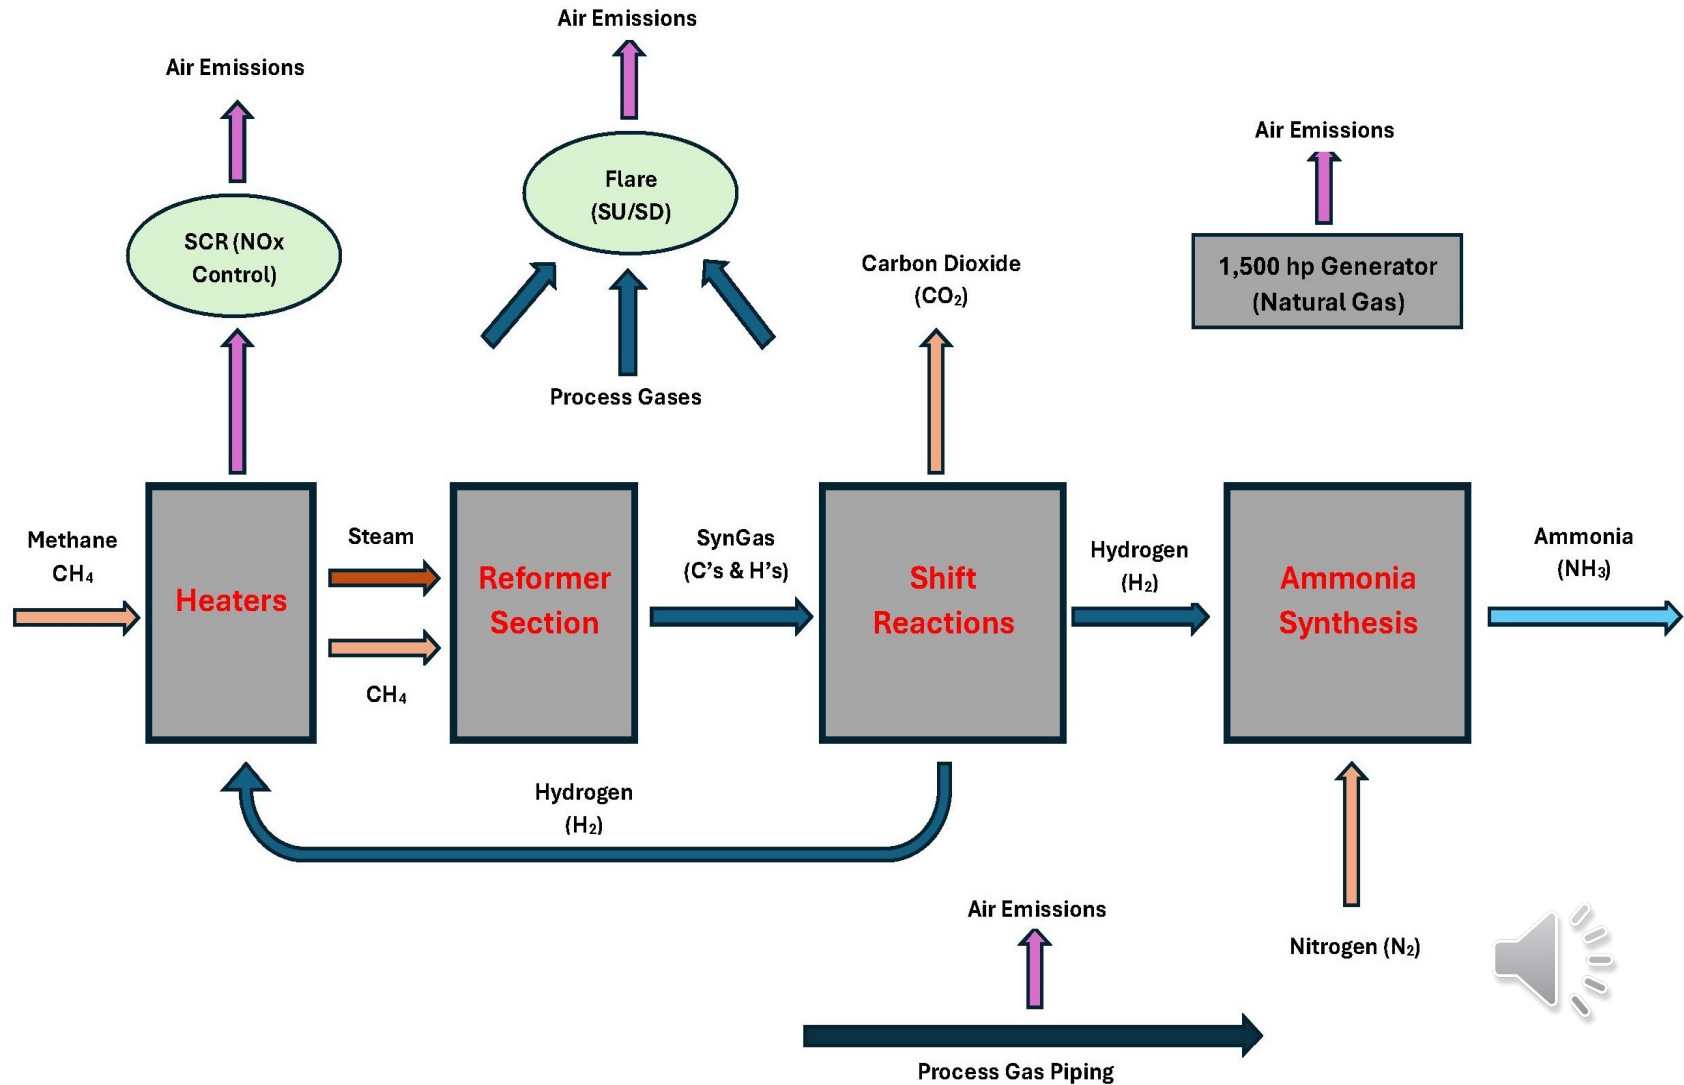 Air Emissions
Air Emissions
Air Emissions
SCR (NOx
Control)
Flare
(SU/SD)
Process Gases
Carbon Dioxide
(CO₂)
1,500 hp Generator
(Natural Gas)
Methane
CH₄
Heaters
Steam
CH₄
Reformer
Section
SynGas
(C’s & H’s)
Shift
Reactions
Hydrogen
(H₂)
Ammonia
Synthesis
Ammonia
(NH₃)
Hydrogen
(H₂)
Air Emissions
Nitrogen (N₂)
Process Gas Piping